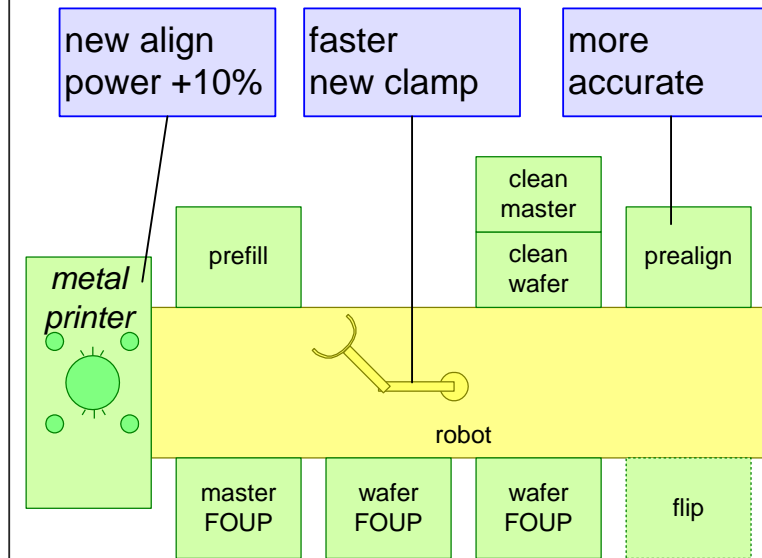 new align
power +10%
faster
new clamp
more
accurate
clean
master
prefill
clean
wafer
prealign
metal
printer
robot
master
FOUP
wafer
FOUP
wafer
FOUP
flip